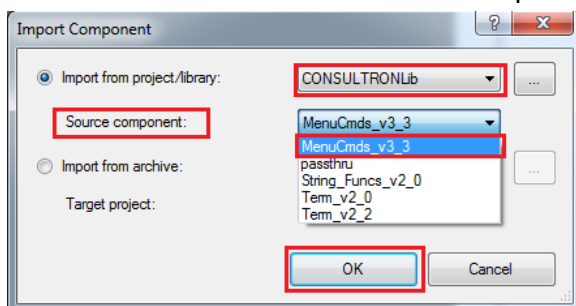 Import Component
Import from project/library:
CONSULTRONLib
...
Source component:
MenuCmds_v3_3
MenuCmds_v3_3
passthru
String_Funcs_v2_0
Term_v2_0
Term_v2_2
Import from archive:
...
Target project:
OK
Cancel